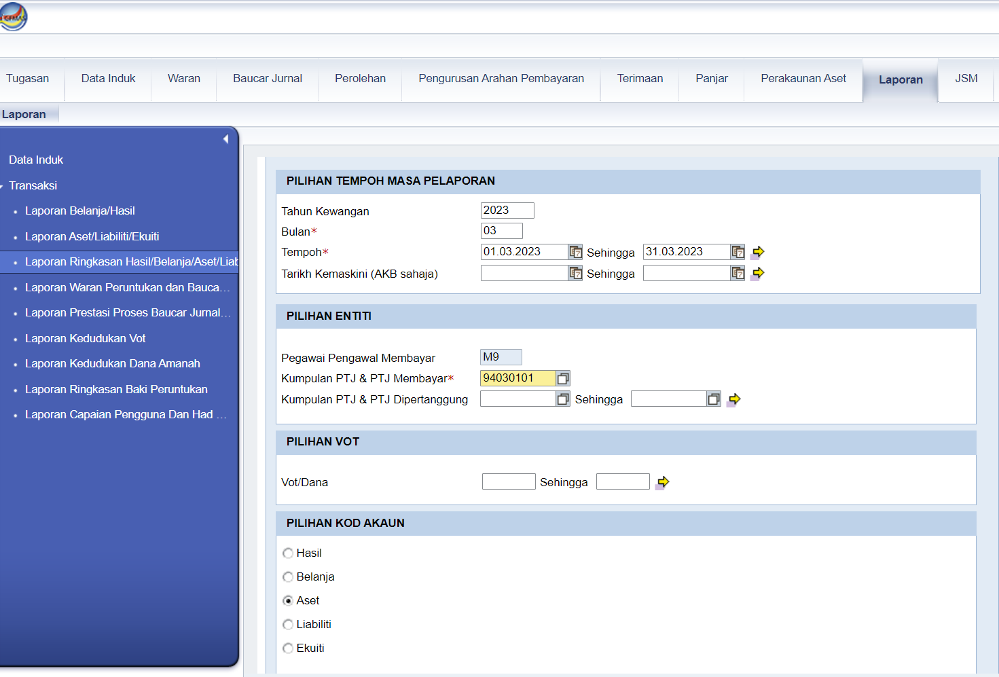 Tugasan Data Induk Waran Baucar Jurnal Perolehan Pengurusan Arahan Pembayaran Terimaan Panjar Perakaunan Aset Laporan JSM
Laporan
Data Induk
Transaksi
Laporan Belanja/Hasil
Laporan Aset/Liabiliti/Ekuiti
Laporan Ringkasan Hasil/Belanja/Aset/Liab
Laporan Waran Peruntukan dan Bauca...
Laporan Prestasi Proses Baucar Jurnal...
Laporan Kedudukan Vot
Laporan Kedudukan Dana Amanah
Laporan Ringkasan Baki Peruntukan
Laporan Capaian Pengguna Dan Had ...
PILIHAN TEMPOH MASA PELAPORAN
Tahun Kewangan 2023
Bulan* 03
Tempoh* 01.03.2023 Sehingga 31.03.2023
Tarikh Kemaskini (AKB sahaja) Sehingga
PILIHAN ENTITI
Pegawai Pengawal Membayar M9
Kumpulan PTJ & PTJ Membayar* 94030101
Kumpulan PTJ & PTJ Dipertanggung Sehingga
PILIHAN VOT
Vot/Dana Sehingga
PILIHAN KOD AKAUN
Hasil
Belanja
Aset
Liabiliti
Ekuiti